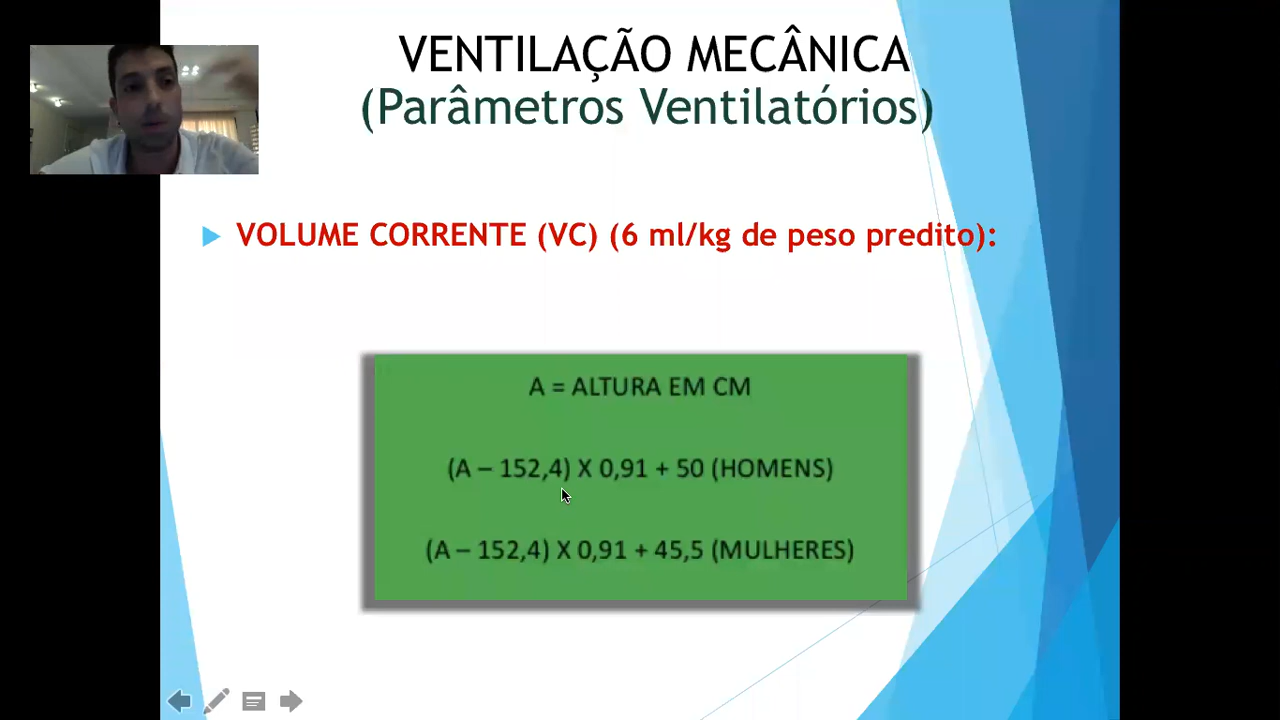 VENTILAÇÃO MECÂNICA
(Parâmetros Ventilatórios)
VOLUME CORRENTE (VC) (6 ml/kg de peso predito):
A = ALTURA EM CM
(A – 152,4) X 0,91 + 50 (HOMENS)
(A – 152,4) X 0,91 + 45,5 (MULHERES)